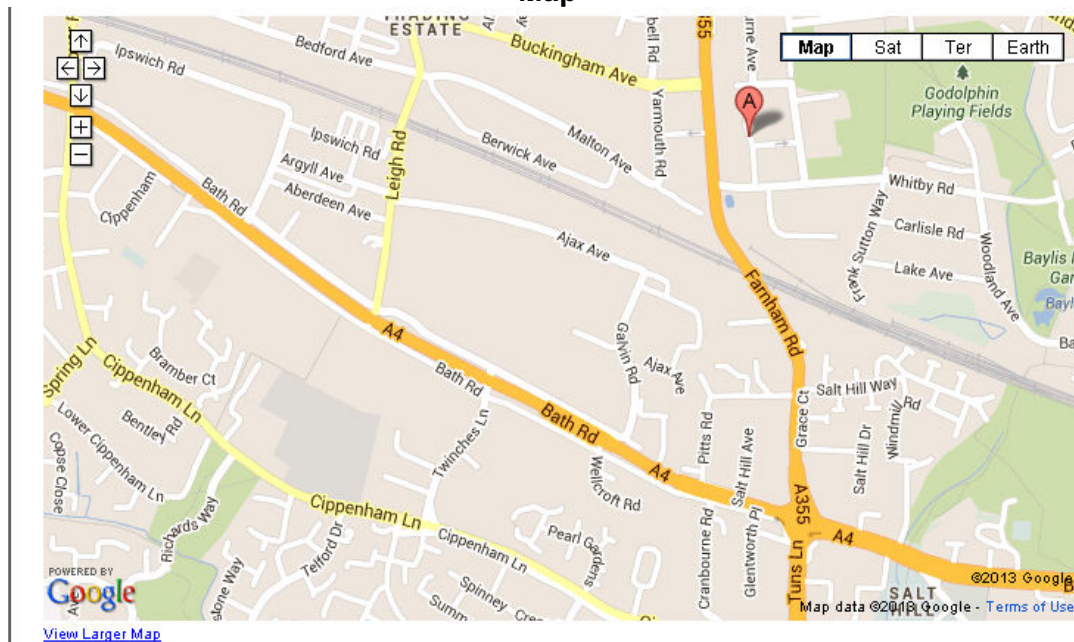 Map
TRADING
ESTATE
Bedford Ave
Buckingham Ave
Map Sat Ter Earth
Ipswich Rd
Godolphin
Playing Fields
Yarmouth Rd
Malton Ave
Berwick Ave
Ipswich Rd
Argyll Ave
Aberdeen Ave
Leigh Rd
A
Bath Rd
Cippenham
Whitby Rd
Frank Sutton Way
Carlisle Rd
Lake Ave
Woodland Ave
Baylis
Ajax Ave
Farnham Rd
A4
Galvin Rd
Ajax Ave
Spring Ln
Cippenham Ln
Bramber Ct
Bath Rd
Salt Hill Way
Grace Ct
Windmill Rd
Salt Hill Dr
Lower Cippenham Ln
Bentley Rd
Copse Close
Twinches Ln
Bath Rd
Pitts Rd
Salt Hill Ave
A4
Wellcroft Rd
A355
Richards Way
Cippenham Ln
Telford Dr
Cippenham Ln
Pearl Gardens
Cranbourne Rd
Glentworth Pl
Tuns Ln
A4
POWERED BY
Google
Spinney
SALT
HILL
©2013 Google
Map data ©2013 Google - Terms of Use
View Larger Map